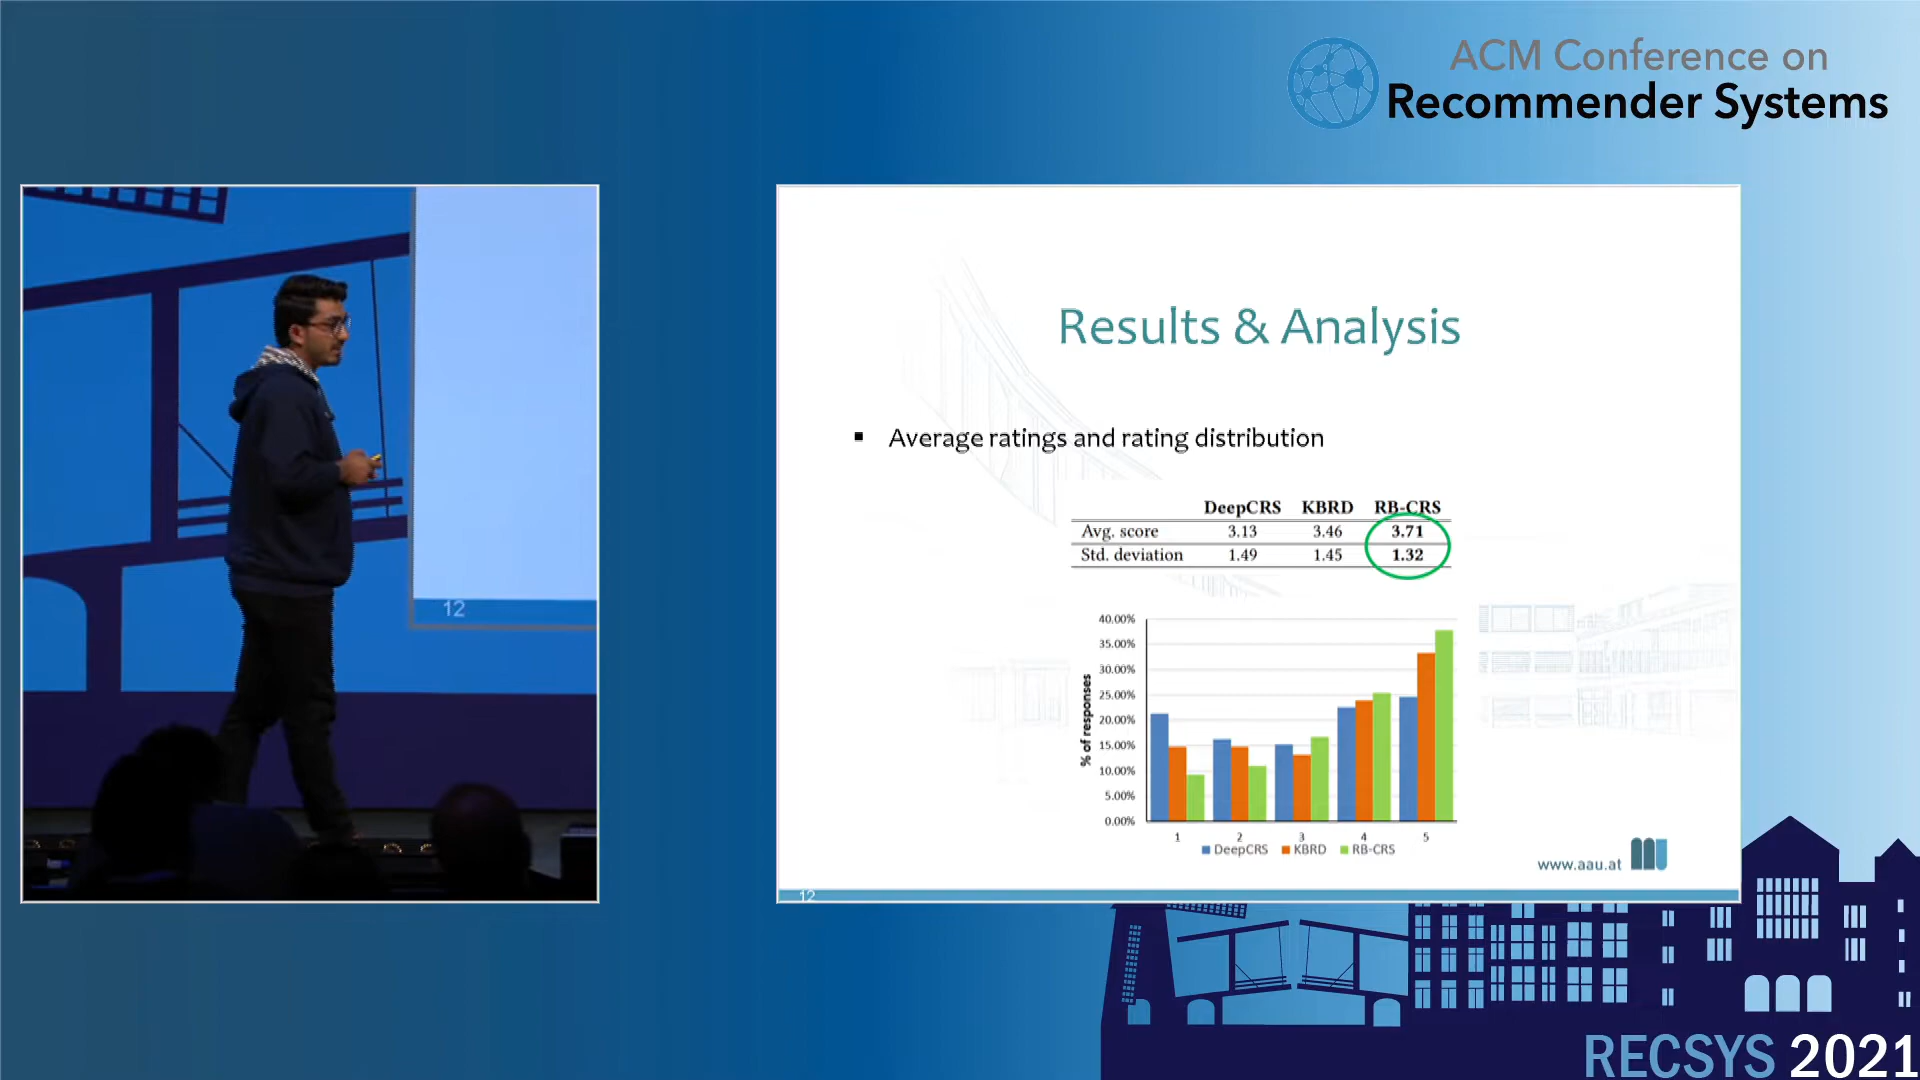 ACM Conference on
Recommender Systems
12
Results & Analysis
▪ Average ratings and rating distribution
DeepCRS KBRD RB-CRS
Avg. score 3.13 3.46 3.71
Std. deviation 1.49 1.45 1.32
40.00%
35.00%
30.00%
25.00%
20.00%
15.00%
10.00%
5.00%
0.00%
% of responses
1 2 3 4 5
DeepCRS KBRD RB-CRS
www.aau.at
12
RECSYS 2021